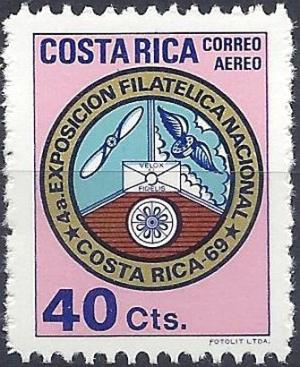 COSTA RICA CORREO
AEREO
4a. EXPOSICION FILATELICA NACIONAL
VELOX
FIDELIS
★ COSTA RICA-69 ★
40 Cts.
FOTOLIT LTDA.